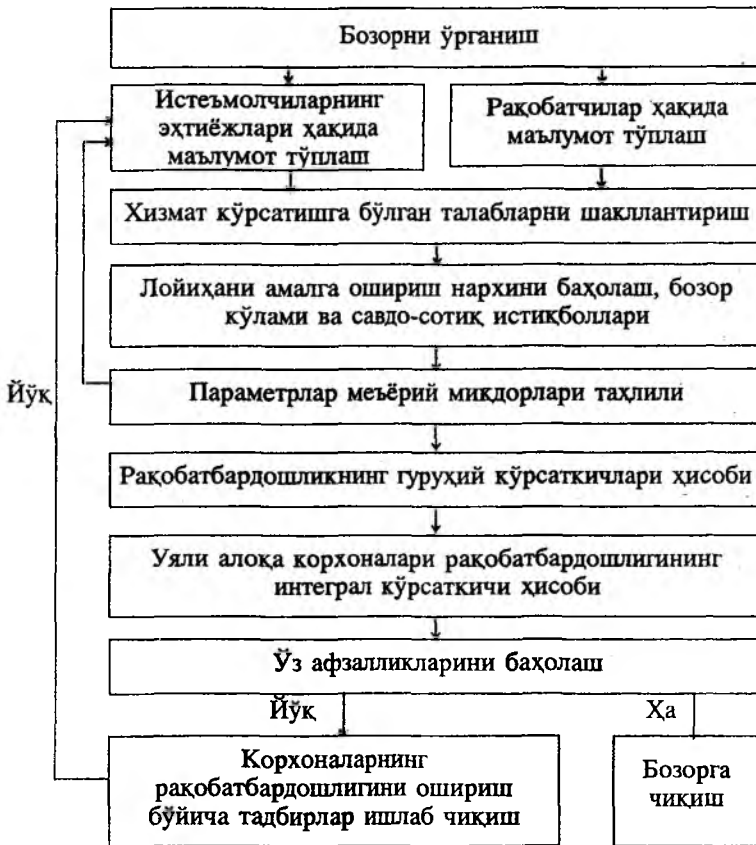 Бозорни ўрганиш
Истеъмолчиларнинг
эҳтиёжлари ҳақида
маълумот тўплаш
Рақобатчилар ҳақида
маълумот тўплаш
Хизмат кўрсатишга бўлган талабларни шакллантириш
Лойиҳани амалга ошириш нархини баҳолаш, бозор
кўлами ва савдо-сотиқ истиқболлари
Йўқ
Параметрлар меъёрий миқдорлари таҳлили
Рақобатбардошликнинг гуруҳий кўрсаткичлари ҳисоби
Уяли алоқа корхоналари рақобатбардошлигининг
интеграл кўрсаткичи ҳисоби
Ўз афзалликларини баҳолаш
Йўқ
Ҳа
Корхоналарнинг
рақобатбардошлигини ошириш
бўйича тадбирлар ишлаб чиқиш
Бозорга
чиқиш